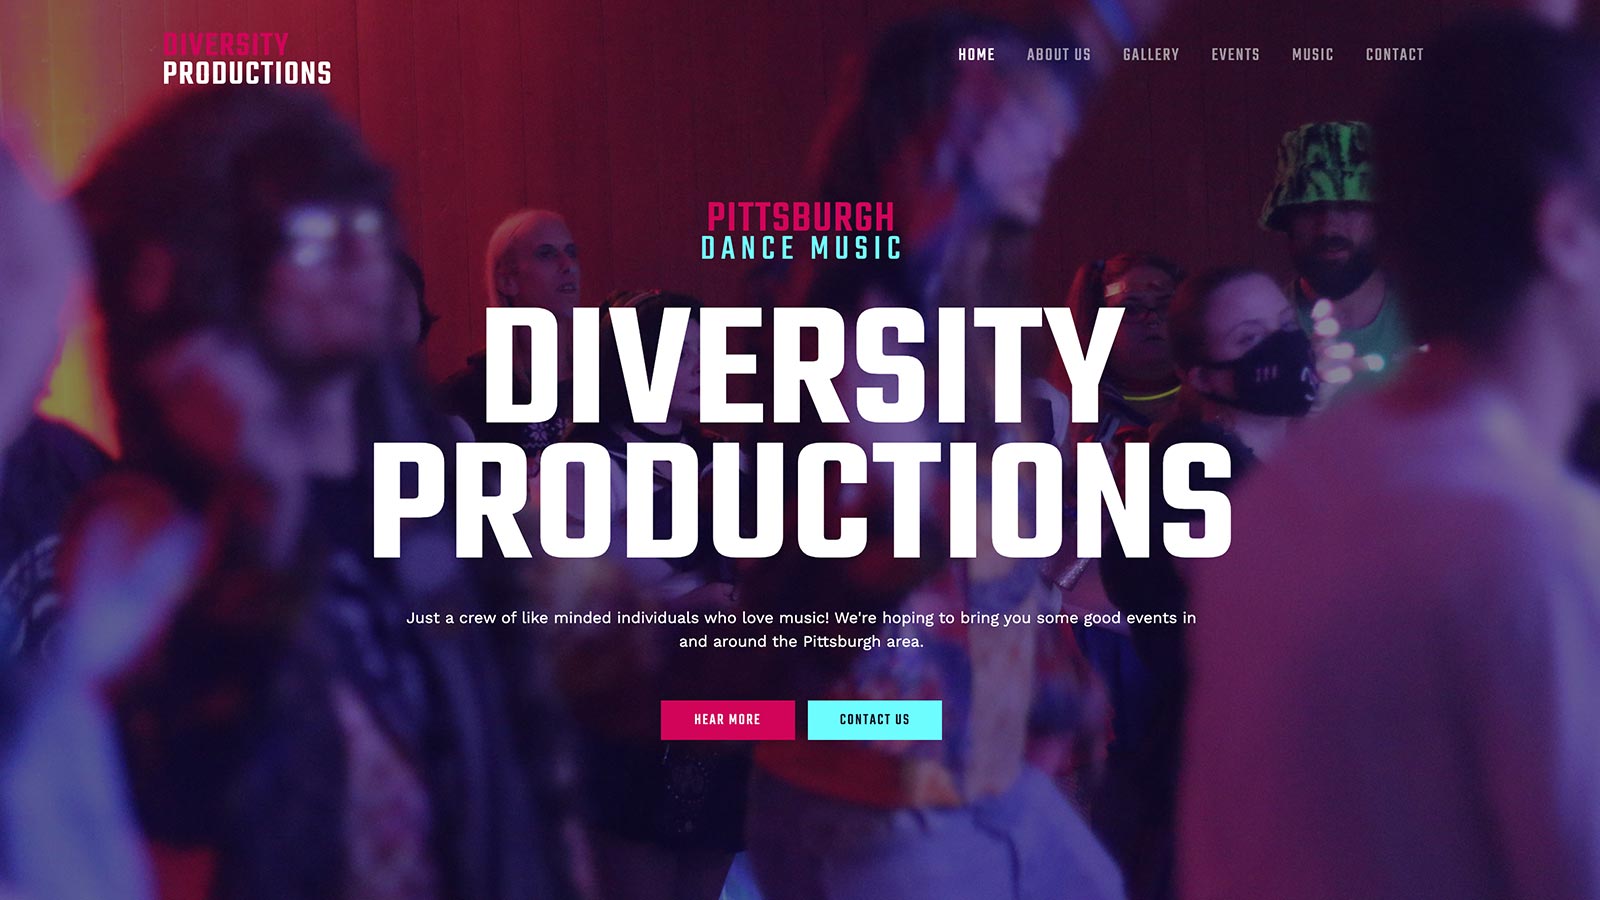 DIVERSITY
PRODUCTIONS
HOME ABOUT US GALLERY EVENTS MUSIC CONTACT
PITTSBURGH
DANCE MUSIC
DIVERSITY
PRODUCTIONS
Just a crew of like minded individuals who love music! We're hoping to bring you some good events in
and around the Pittsburgh area.
HEAR MORE CONTACT US